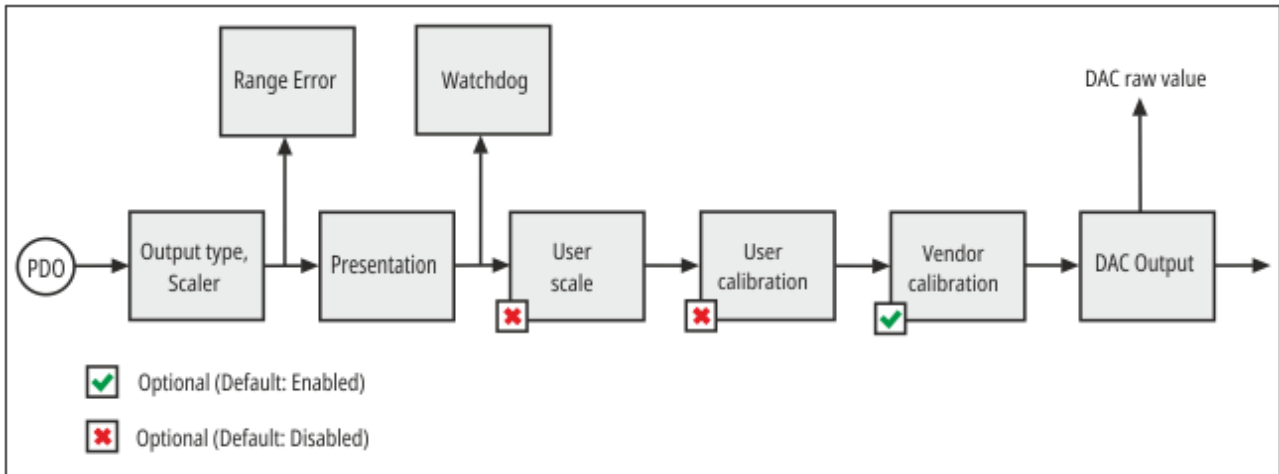 Range Error
Watchdog
DAC raw value
PDO
Output type,
Scaler
Presentation
User
scale
User
calibration
Vendor
calibration
DAC Output
Optional (Default: Enabled)
Optional (Default: Disabled)